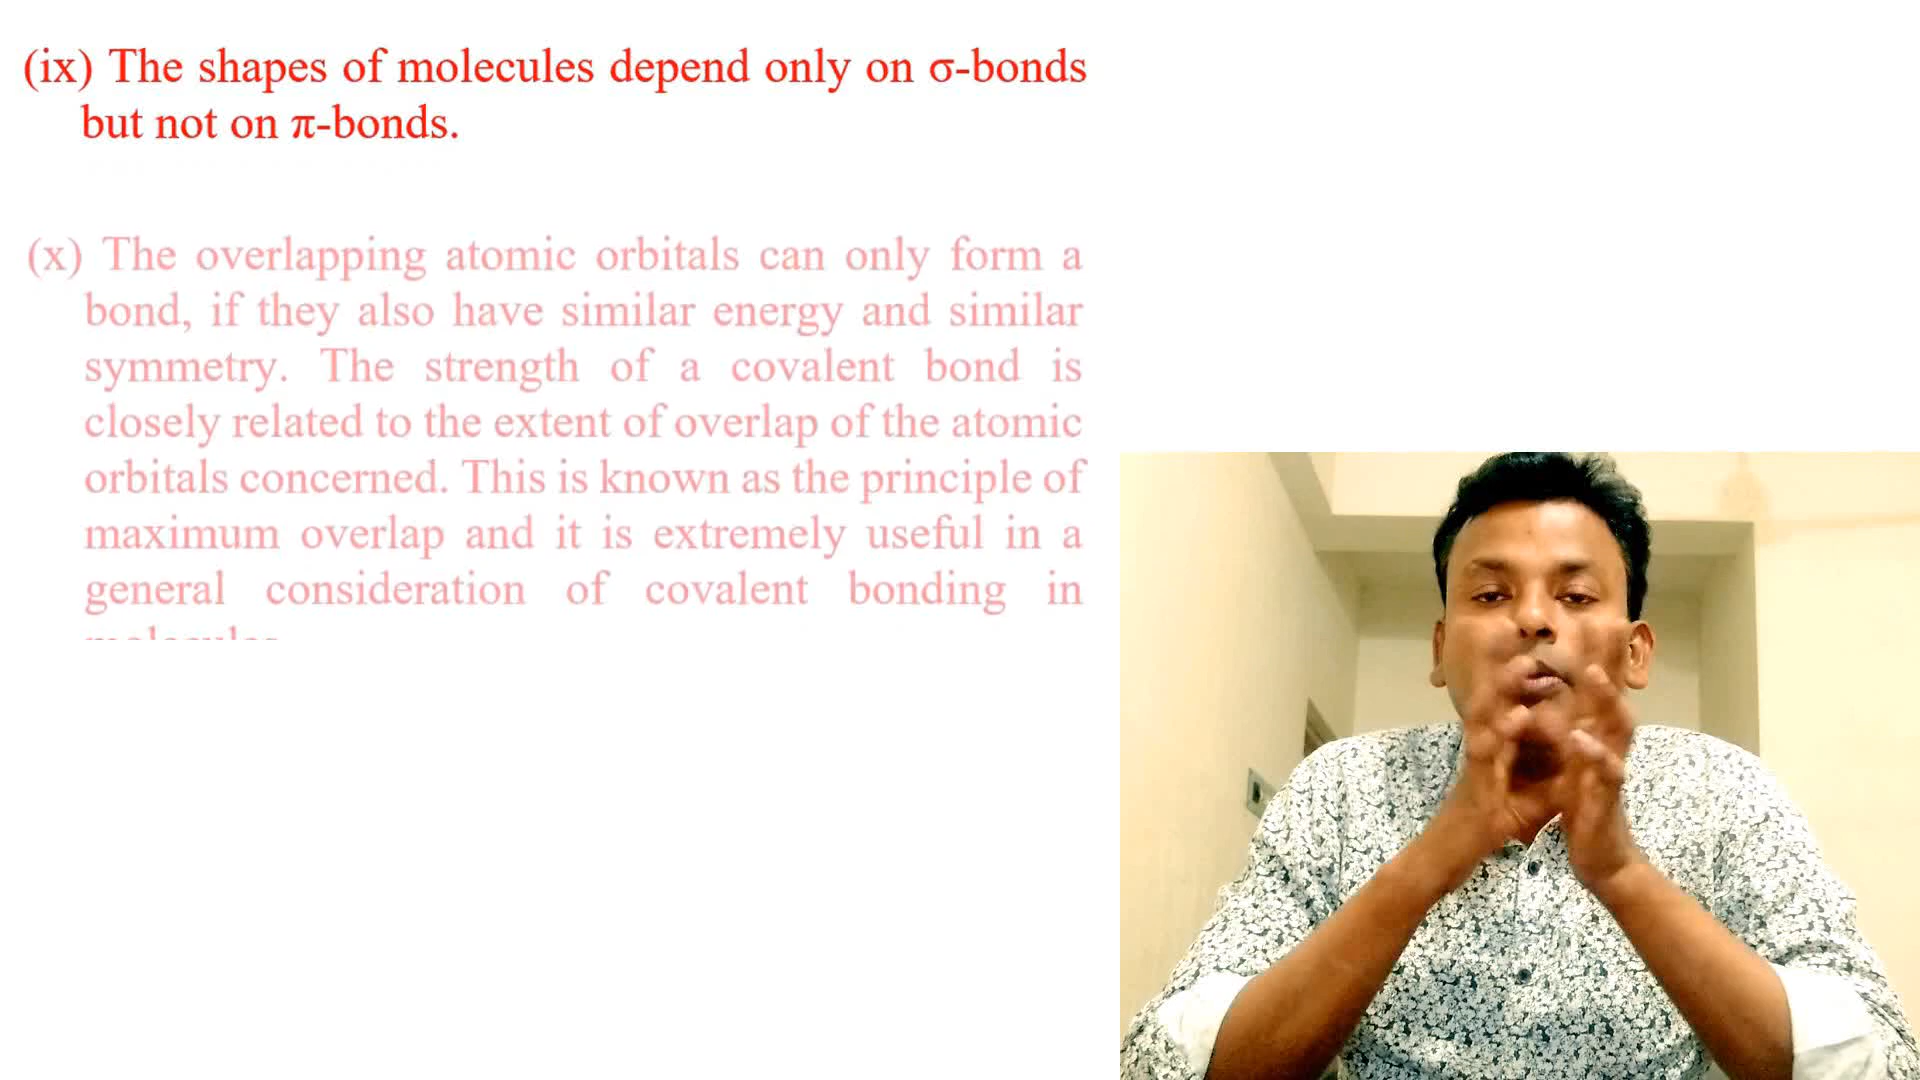 (ix) The shapes of molecules depend only on σ-bonds
but not on π-bonds.
(x) The overlapping atomic orbitals can only form a
bond, if they also have similar energy and similar
symmetry. The strength of a covalent bond is
closely related to the extent of overlap of the atomic
orbitals concerned. This is known as the principle of
maximum overlap and it is extremely useful in a
general consideration of covalent bonding in